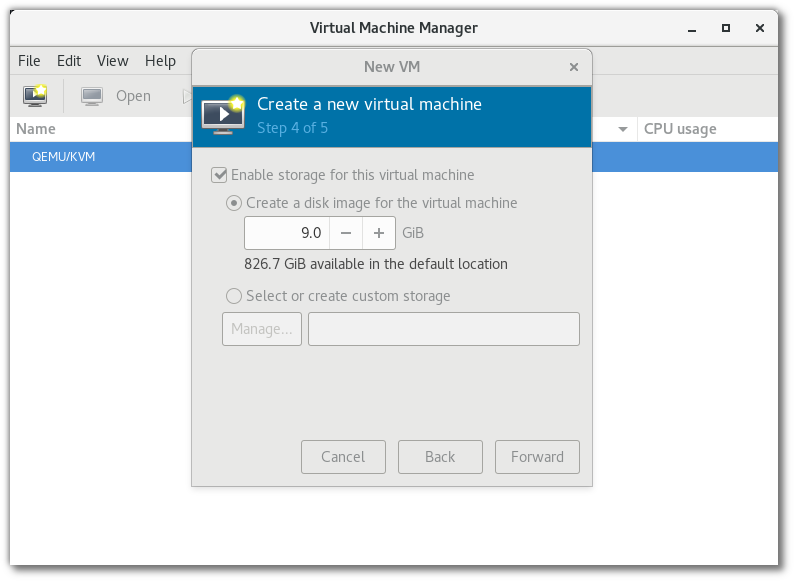 Virtual Machine Manager
File Edit View Help
New VM
Open
Create a new virtual machine
Step 4 of 5
Name
CPU usage
QEMU/KVM
Enable storage for this virtual machine
Create a disk image for the virtual machine
9.0 GiB
826.7 GiB available in the default location
Select or create custom storage
Manage...
Cancel Back Forward